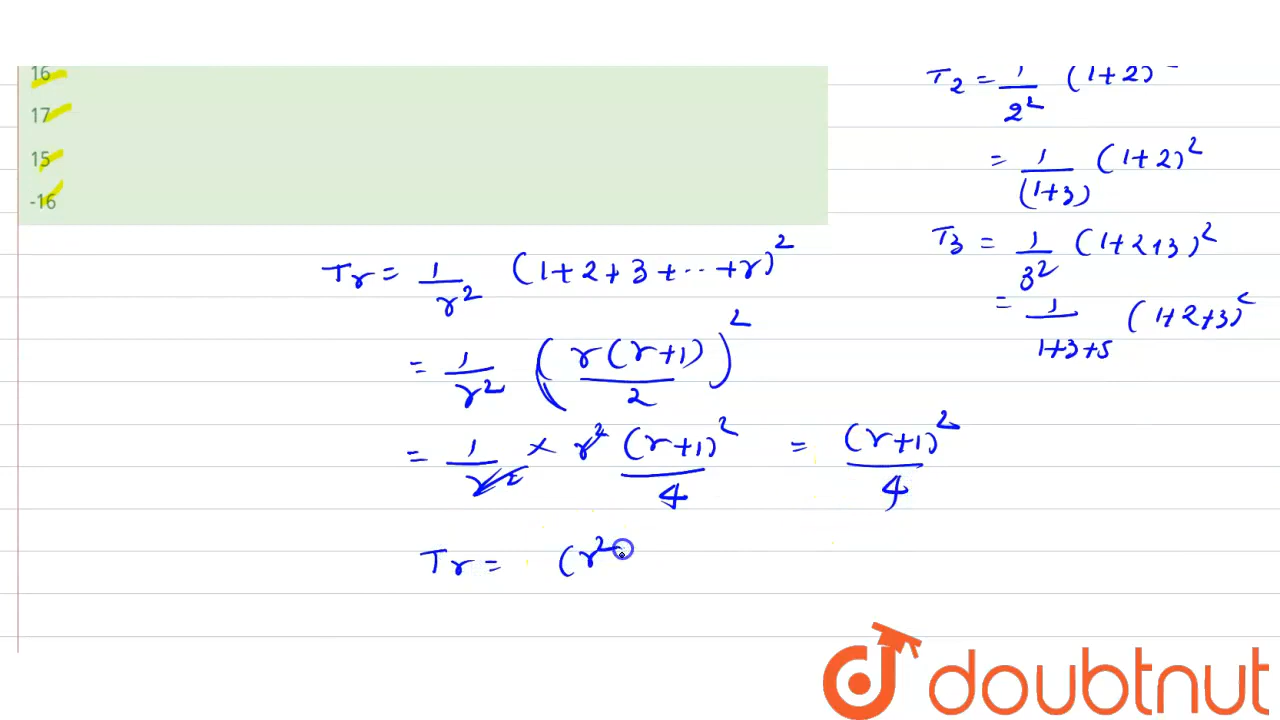 16
17
15
-16
T2 = 1/2² (1+2)²
= 1/(1+3) (1+2)²
T3 = 1/3² (1+2+3)²
= 1/1+3+5 (1+2+3)²
Tr = 1/r² (1+2+3+...+r)²
= 1/r² (r(r+1)/2)²
= 1/r² × r² (r+1)²/4 = (r+1)²/4
Tr = (r²
doubtnut